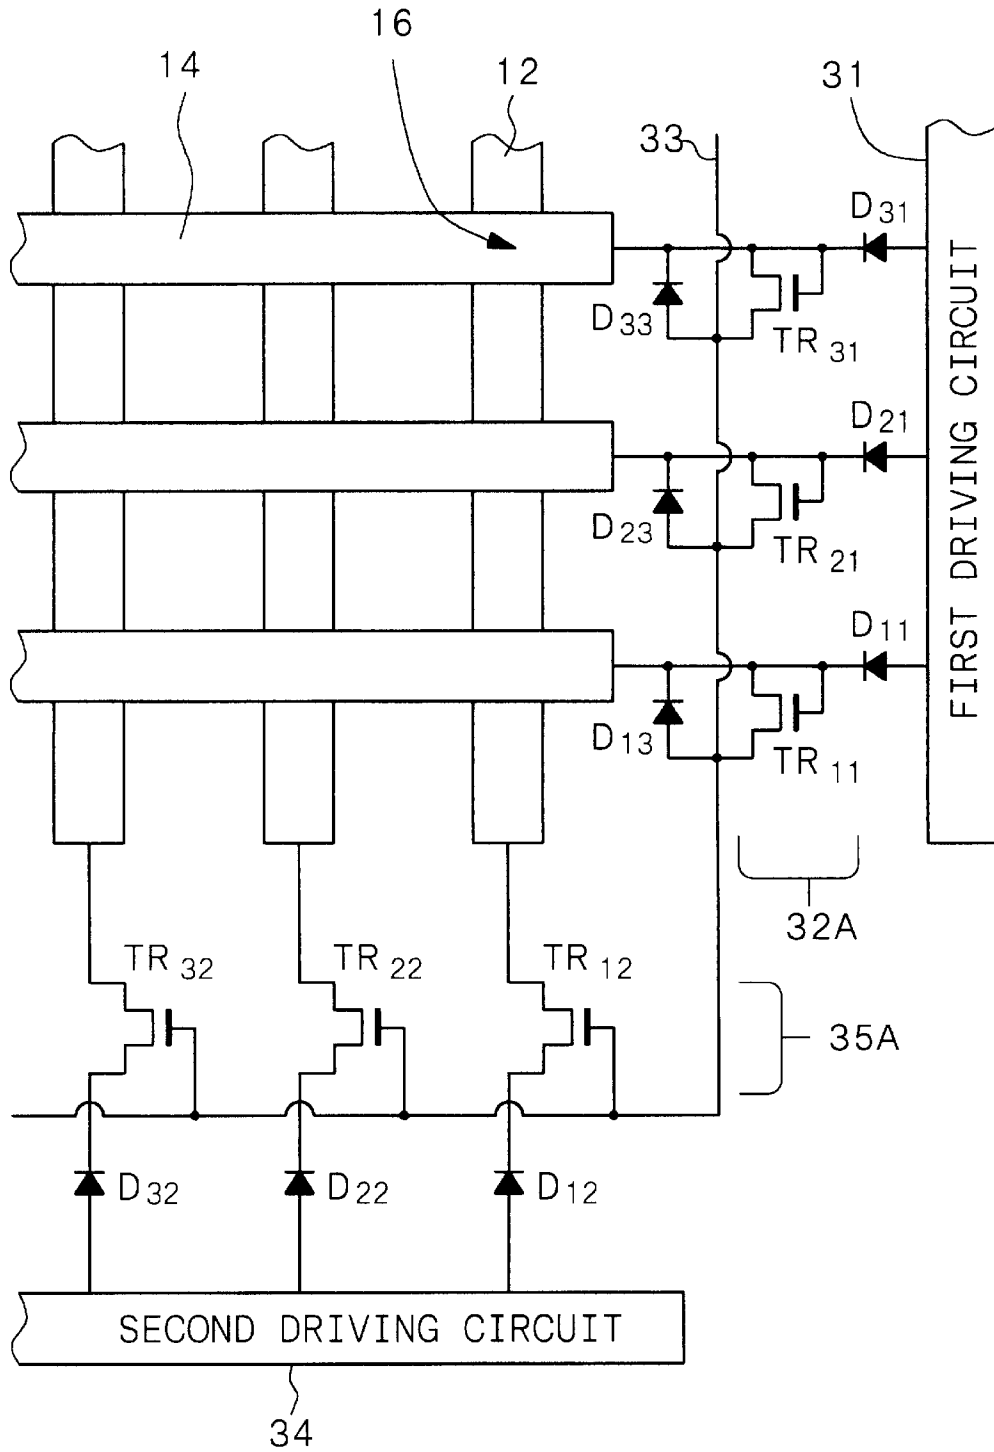 16
14
12
31
33
D31
D33
TR31
D21
D23
TR21
D11
D13
TR11
FIRST DRIVING CIRCUIT
32A
TR32
TR22
TR12
35A
D32
D22
D12
SECOND DRIVING CIRCUIT
34